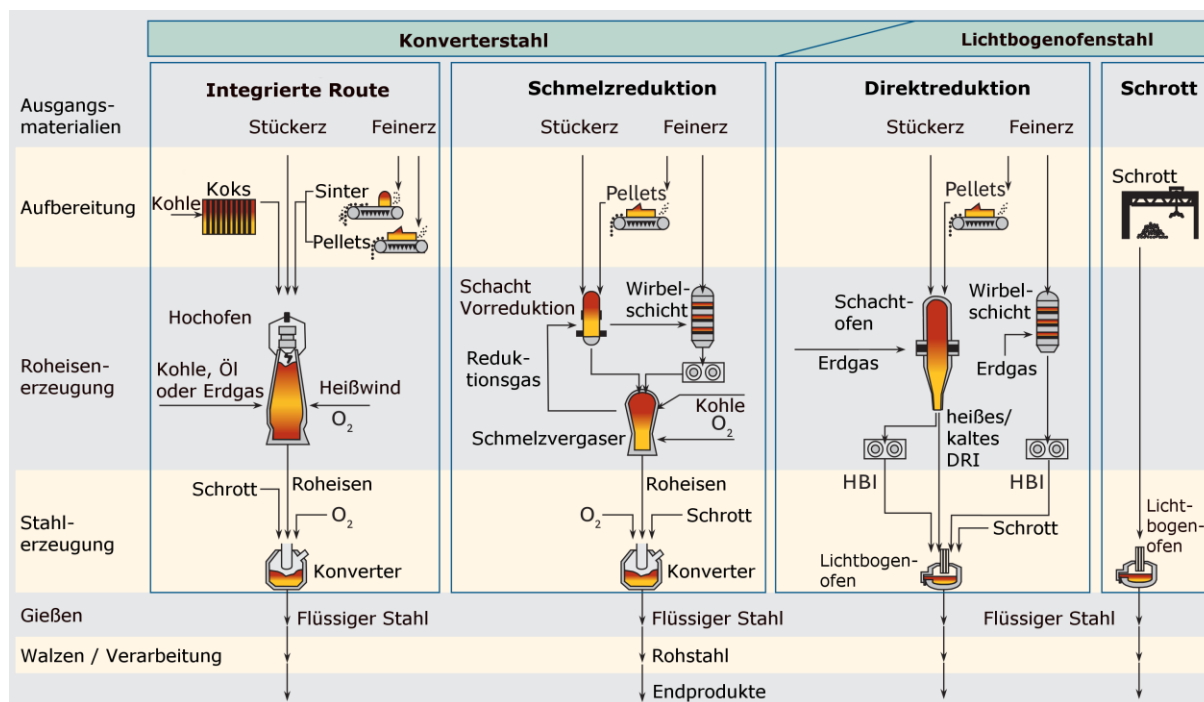 Konverterstahl
Lichtbogenofenstahl
Integrierte Route
Schmelzreduktion
Direktreduktion
Schrott
Ausgangs-
materialien
Stückerz
Feinerz
Stückerz
Feinerz
Stückerz
Feinerz
Aufbereitung
Kohle
Koks
Sinter
Pellets
Pellets
Pellets
Schrott
Roheisen-
erzeugung
Hochofen
Kohle, Öl
oder Erdgas
Heißwind
O2
Schacht
Vorreduktion
Wirbel-
schicht
Reduk-
tionsgas
Kohle
O2
Schmelzvergaser
Schacht-
ofen
Erdgas
Wirbel-
schicht
Erdgas
heißes/
kaltes
DRI
HBI
HBI
Stahl-
erzeugung
Schrott
Roheisen
O2
Konverter
Roheisen
O2
Schrott
Konverter
Schrott
Lichtbogen-
ofen
Licht-
bogen-
ofen
Gießen
Flüssiger Stahl
Flüssiger Stahl
Flüssiger Stahl
Walzen / Verarbeitung
Rohstahl
Endprodukte